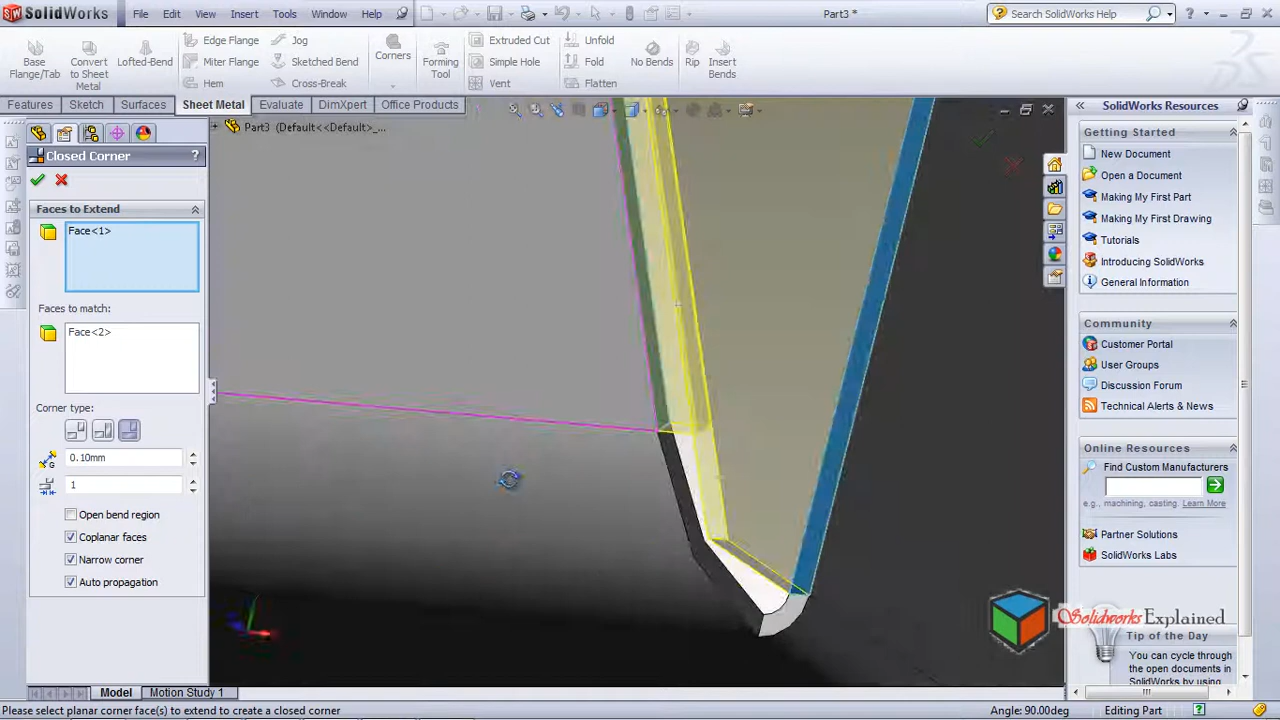 SolidWorks File Edit View Insert Tools Window Help Part3 * Search SolidWorks Help
Base Flange/Tab
Convert to Sheet Metal
Lofted-Bend
Edge Flange
Miter Flange
Hem
Jog
Sketched Bend
Cross-Break
Corners
Forming Tool
Extruded Cut
Simple Hole
Vent
Unfold
Fold
Flatten
No Bends
Rip
Insert Bends
Features Sketch Surfaces Sheet Metal Evaluate DimXpert Office Products
Part3 (Default<<Default>_...
Closed Corner ?
Faces to Extend
Face<1>
Faces to match:
Face<2>
Corner type:
0.10mm
1
Open bend region
Coplanar faces
Narrow corner
Auto propagation
SolidWorks Resources
Getting Started
New Document
Open a Document
Making My First Part
Making My First Drawing
Tutorials
Introducing SolidWorks
General Information
Community
Customer Portal
User Groups
Discussion Forum
Technical Alerts & News
Online Resources
Find Custom Manufacturers
e.g., machining, casting. Learn More
Partner Solutions
SolidWorks Labs
Solidworks Explained
Tip of the Day
You can cycle through
the open documents in
SolidWorks by using
Model Motion Study 1
Please select planar corner face(s) to extend to create a closed corner Angle: 90.00deg Editing Part